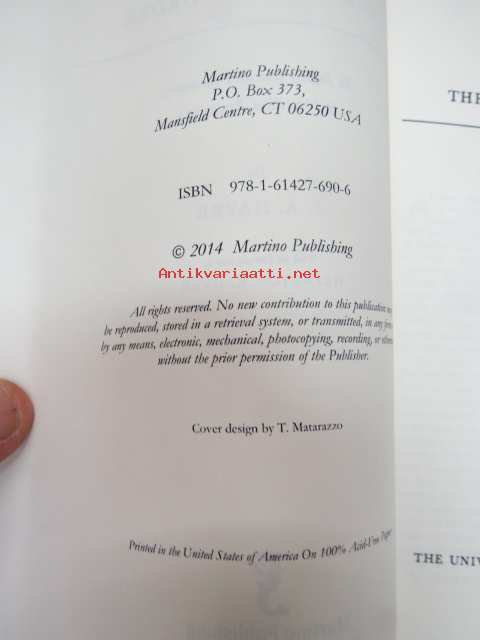 Martino Publishing
P.O. Box 373,
Mansfield Centre, CT 06250 USA
ISBN 978-1-61427-690-6
© 2014 Martino Publishing
Antikvariaatti.net
All rights reserved. No new contribution to this publication
be reproduced, stored in a retrieval system, or transmitted, in any form
by any means, electronic, mechanical, photocopying, recording, or
without the prior permission of the Publisher.
Cover design by T. Matarazzo
Printed in the United States of America On 100% Acid-Free Paper
THE
THE UNIV